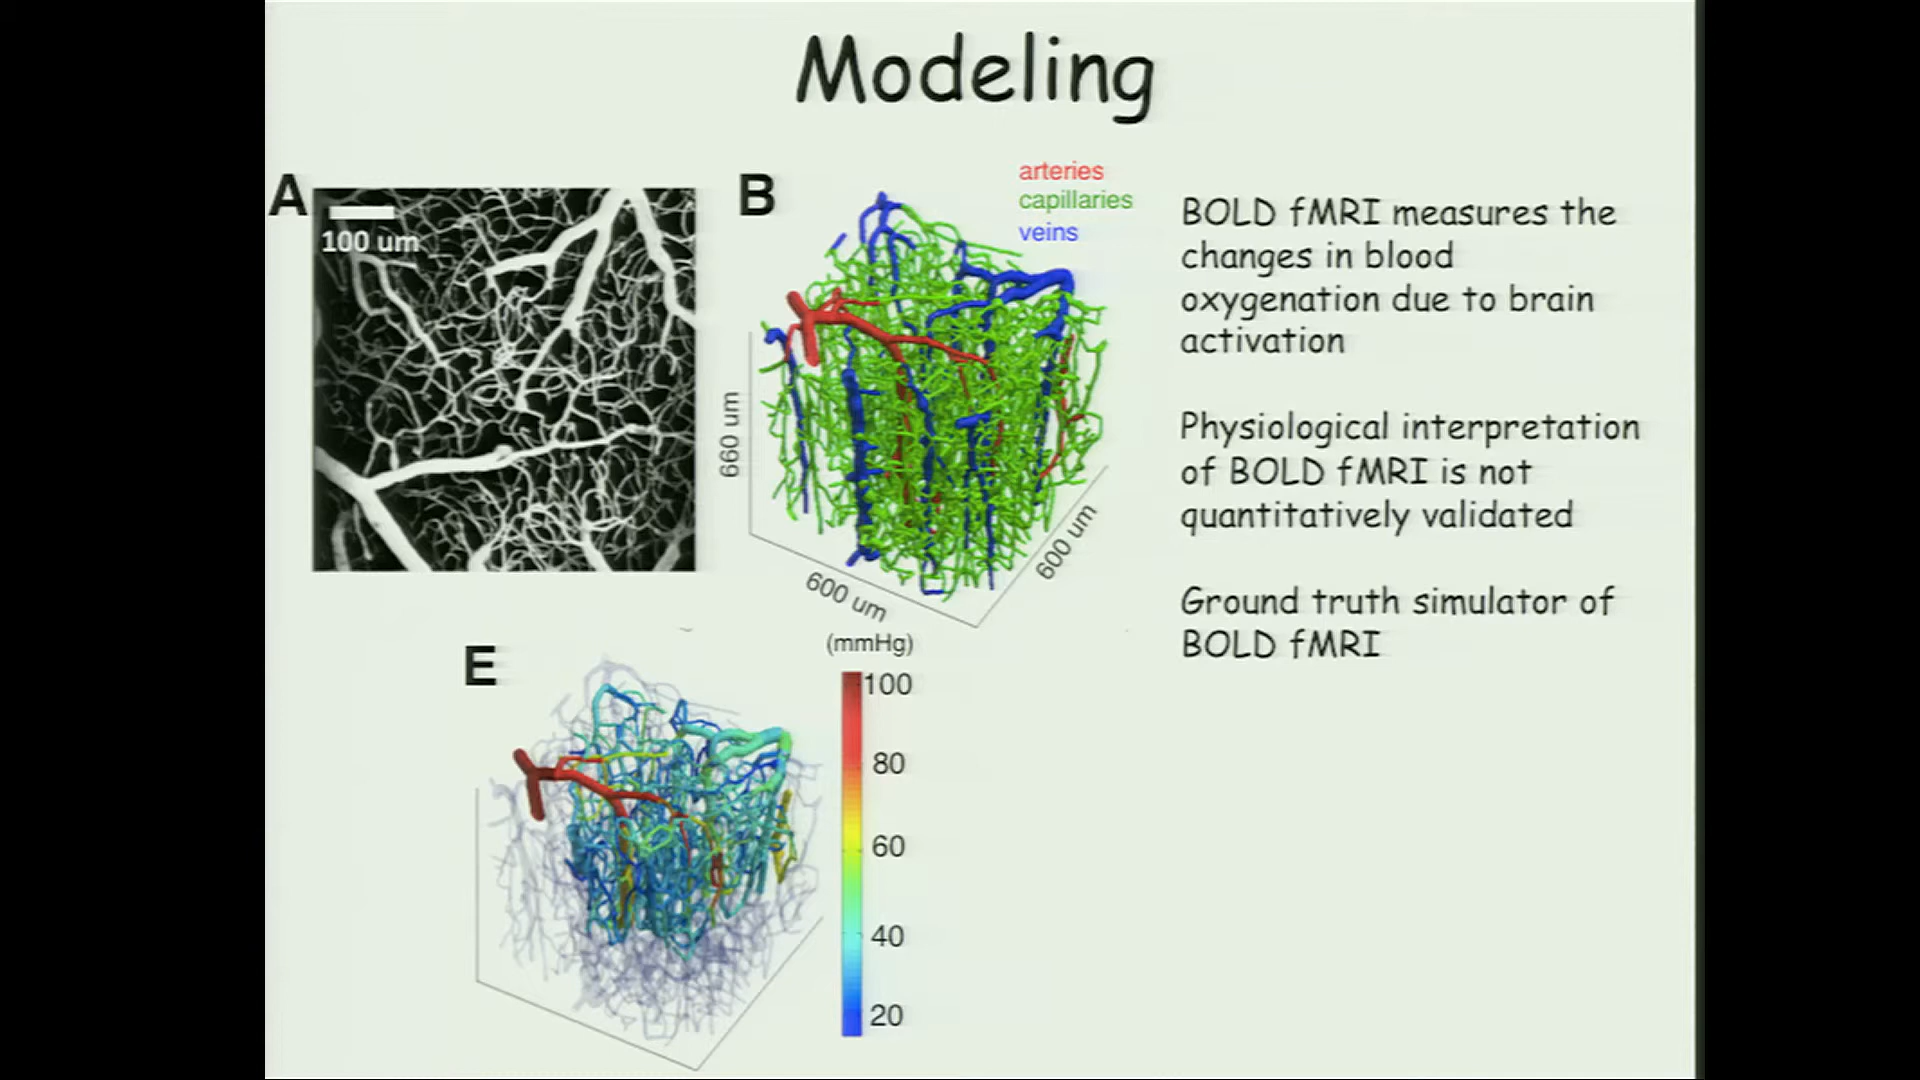 Modeling
A
100 um
B
arteries
capillaries
veins
660 um
600 um
600 um
BOLD fMRI measures the
changes in blood
oxygenation due to brain
activation
Physiological interpretation
of BOLD fMRI is not
quantitatively validated
Ground truth simulator of
BOLD fMRI
E
(mmHg)
100
80
60
40
20